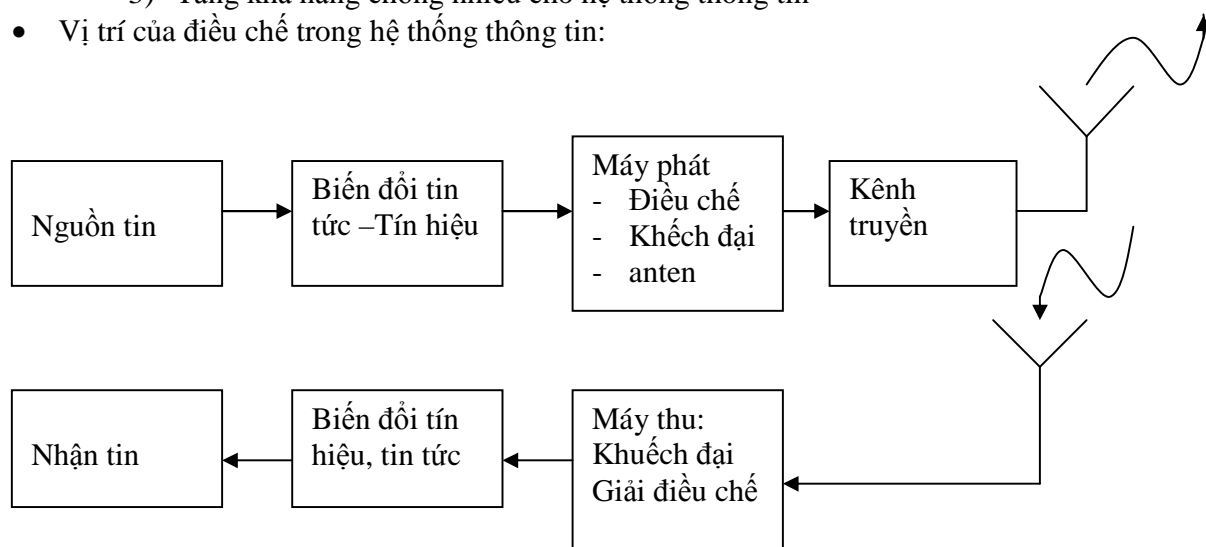 3) Tăng khả năng chống nhiễu cho hệ thống thông tin
• Vị trí của điều chế trong hệ thống thông tin:
Nguồn tin
Biến đổi tin
tức –Tín hiệu
Máy phát
- Điều chế
- Khếch đại
- anten
Kênh
truyền
Nhận tin
Biến đổi tín
hiệu, tin tức
Máy thu:
Khuếch đại
Giải điều chế